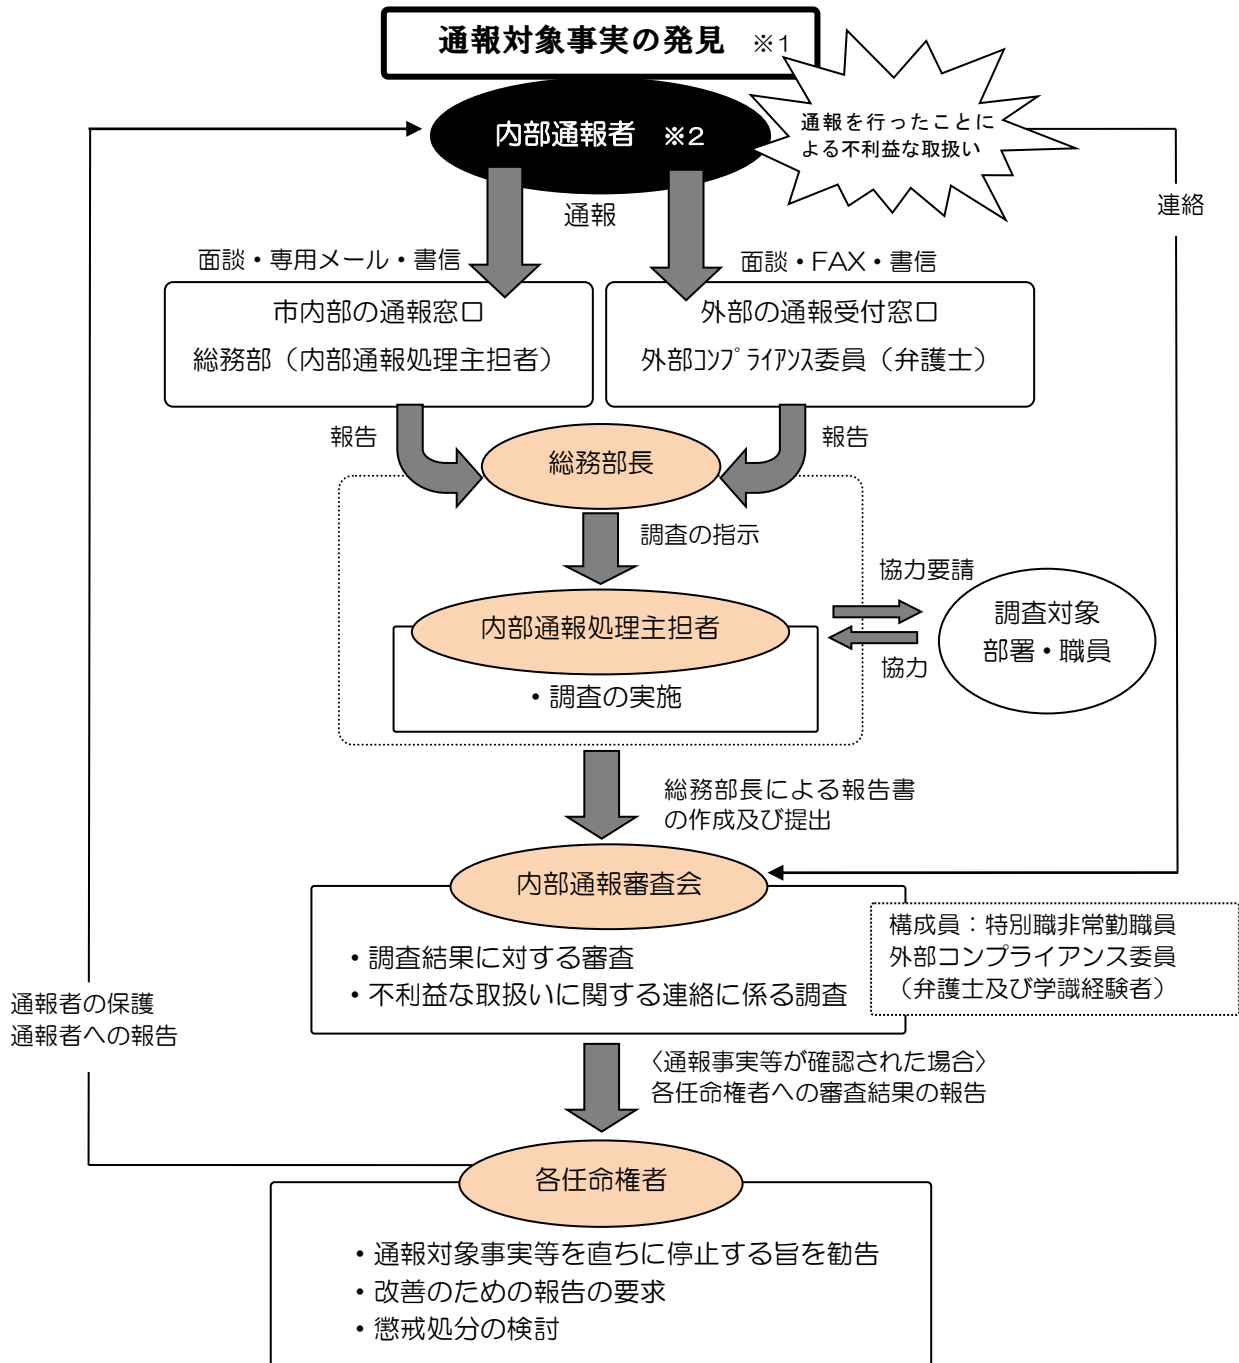 通報対象事実の発見 ※1
内部通報者 ※2
通報を行ったことに
よる不利益な取扱い
連絡
通報
面談・専用メール・書信
面談・FAX・書信
市内部の通報窓口
総務部（内部通報処理主担者）
外部の通報受付窓口
外部ｺﾝﾌﾟﾗｲｱﾝｽ委員（弁護士）
報告
報告
総務部長
調査の指示
協力要請
内部通報処理主担者
調査対象
部署・職員
協力
・調査の実施
総務部長による報告書
の作成及び提出
内部通報審査会
構成員：特別職非常勤職員
外部コンプライアンス委員
（弁護士及び学識経験者）
・調査結果に対する審査
・不利益な取扱いに関する連絡に係る調査
通報者の保護
通報者への報告
〈通報事実等が確認された場合〉
各任命権者への審査結果の報告
各任命権者
・通報対象事実等を直ちに停止する旨を勧告
・改善のための報告の要求
・懲戒処分の検討